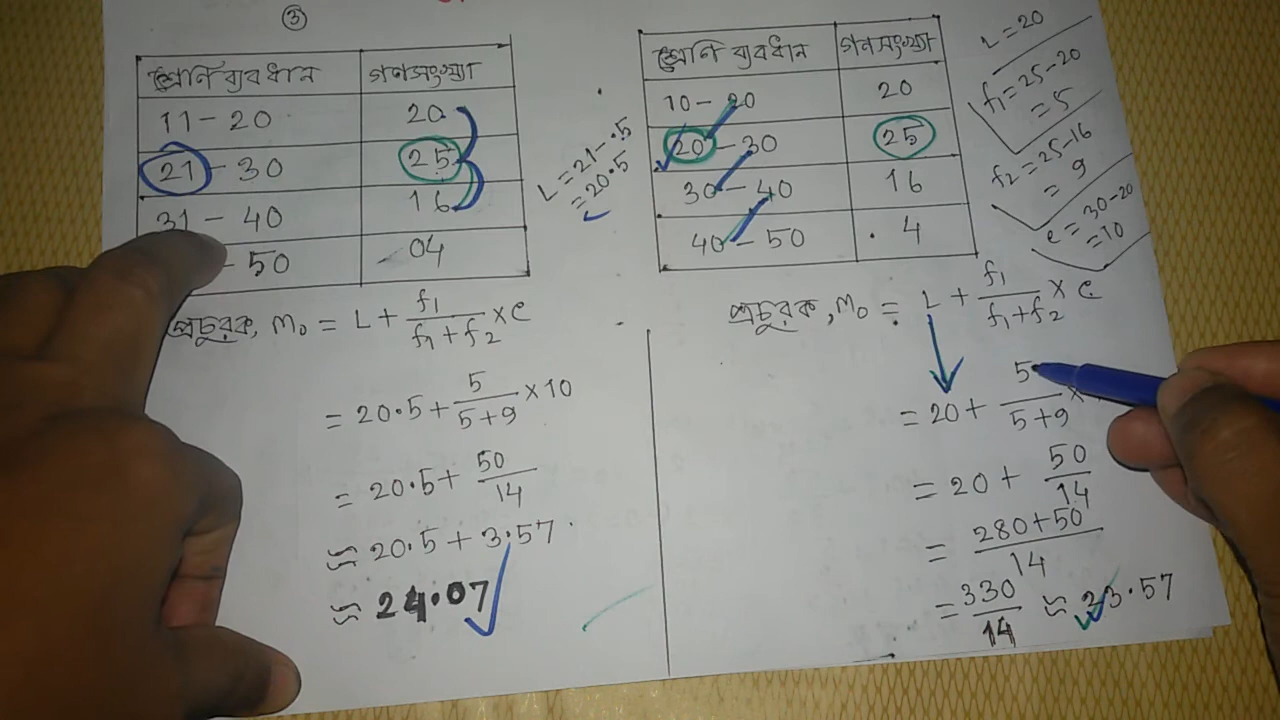 ③
শ্রেনি ব্যবধান গনসংখ্যা
11 - 20 20
21 - 30 25
31 - 40 16
- 50 04
L = 21 - .5
= 20.5
প্রচুরক, Mo = L + f1/(f1 + f2) × c
= 20.5 + 5/(5+9) × 10
= 20.5 + 50/14
≈ 20.5 + 3.57
≈ 24.07
শ্রেনি ব্যবধান গনসংখ্যা
10 - 20 20
20 - 30 25
30 - 40 16
40 - 50 4
L = 20
f1 = 25 - 20
= 5
f2 = 25 - 16
= 9
c = 30 - 20
= 10
প্রচুরক, Mo = L + f1/(f1 + f2) × c
= 20 + 5/(5+9) ×
= 20 + 50/14
= (280 + 50)/14
= 330/14 ≈ 23.57